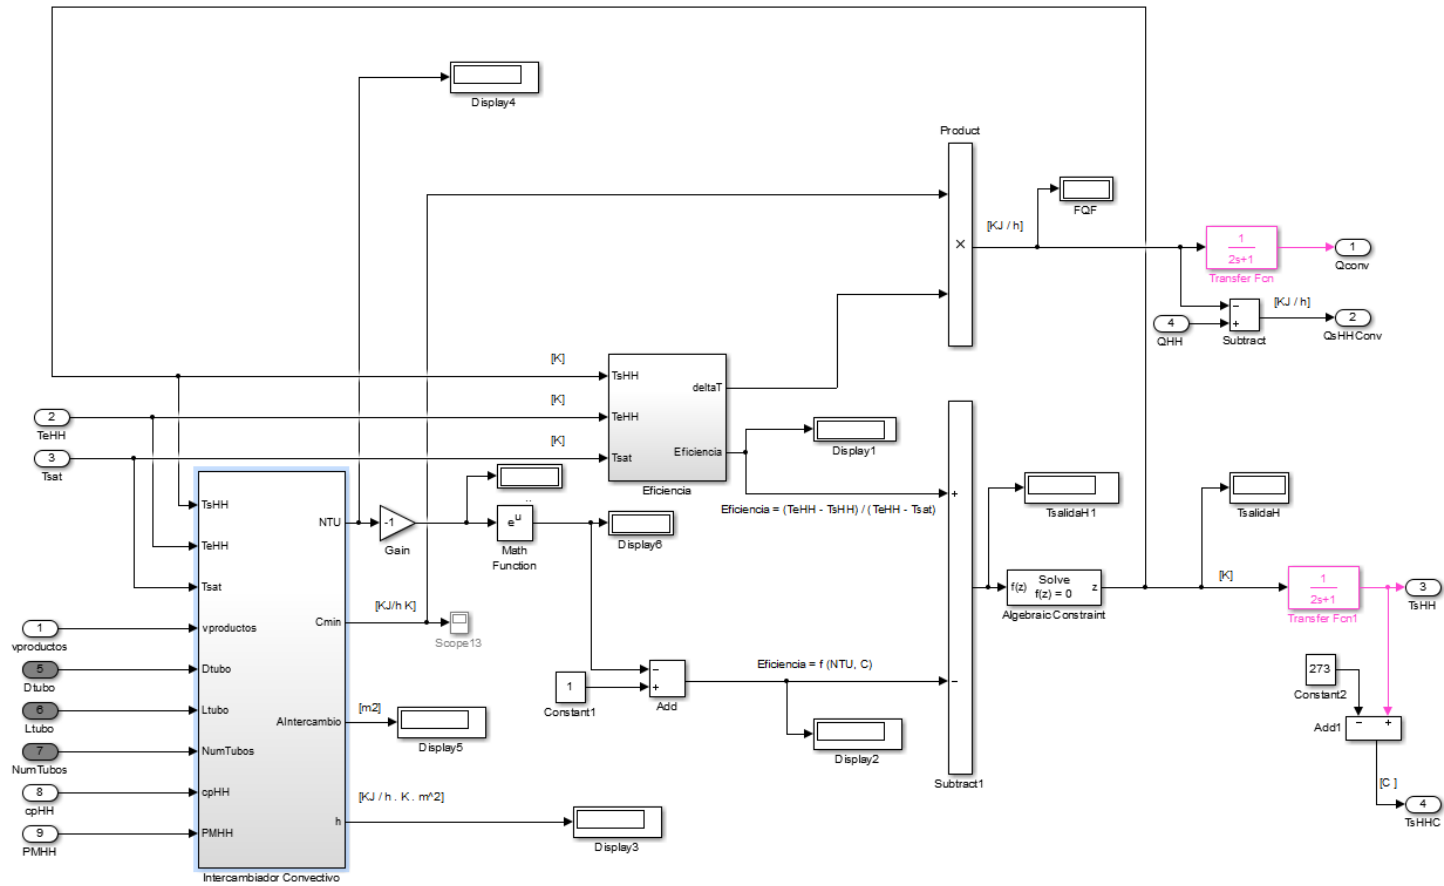 Display4
Product
×
FQF
[KJ / h]
1
2s+1
Transfer Fcn
1
Qconv
[KJ / h]
−
+
Subtract
4
QHH
2
QsHHConv
[K]
TsHH
deltaT
[K]
TeHH
[K]
Tsat
Eficiencia
Eficiencia
2
TeHH
3
Tsat
Display1
Eficiencia = (TeHH - TsHH) / (TeHH - Tsat)
+
TsalidaH1
TsalidaH
TsHH
NTU
-1
Gain
..
e^u
Math
Function
Display6
TeHH
Tsat
f(z)
Solve
f(z) = 0
z
Algebraic Constraint
[K]
1
2s+1
Transfer Fcn1
3
TsHH
[KJ/h K]
Cmin
Scope13
1
vproductos
vproductos
5
Dtubo
Dtubo
1
Constant1
−
+
Add
Eficiencia = f (NTU, C)
−
273
Constant2
6
Ltubo
Ltubo
AIntercambio
[m2]
Display5
Display2
−
+
Add1
7
NumTubos
NumTubos
Subtract1
[C ]
8
cpHH
cpHH
[KJ / h . K . m^2]
h
Display3
4
TsHHC
9
PMHH
PMHH
Intercambiador Convectivo